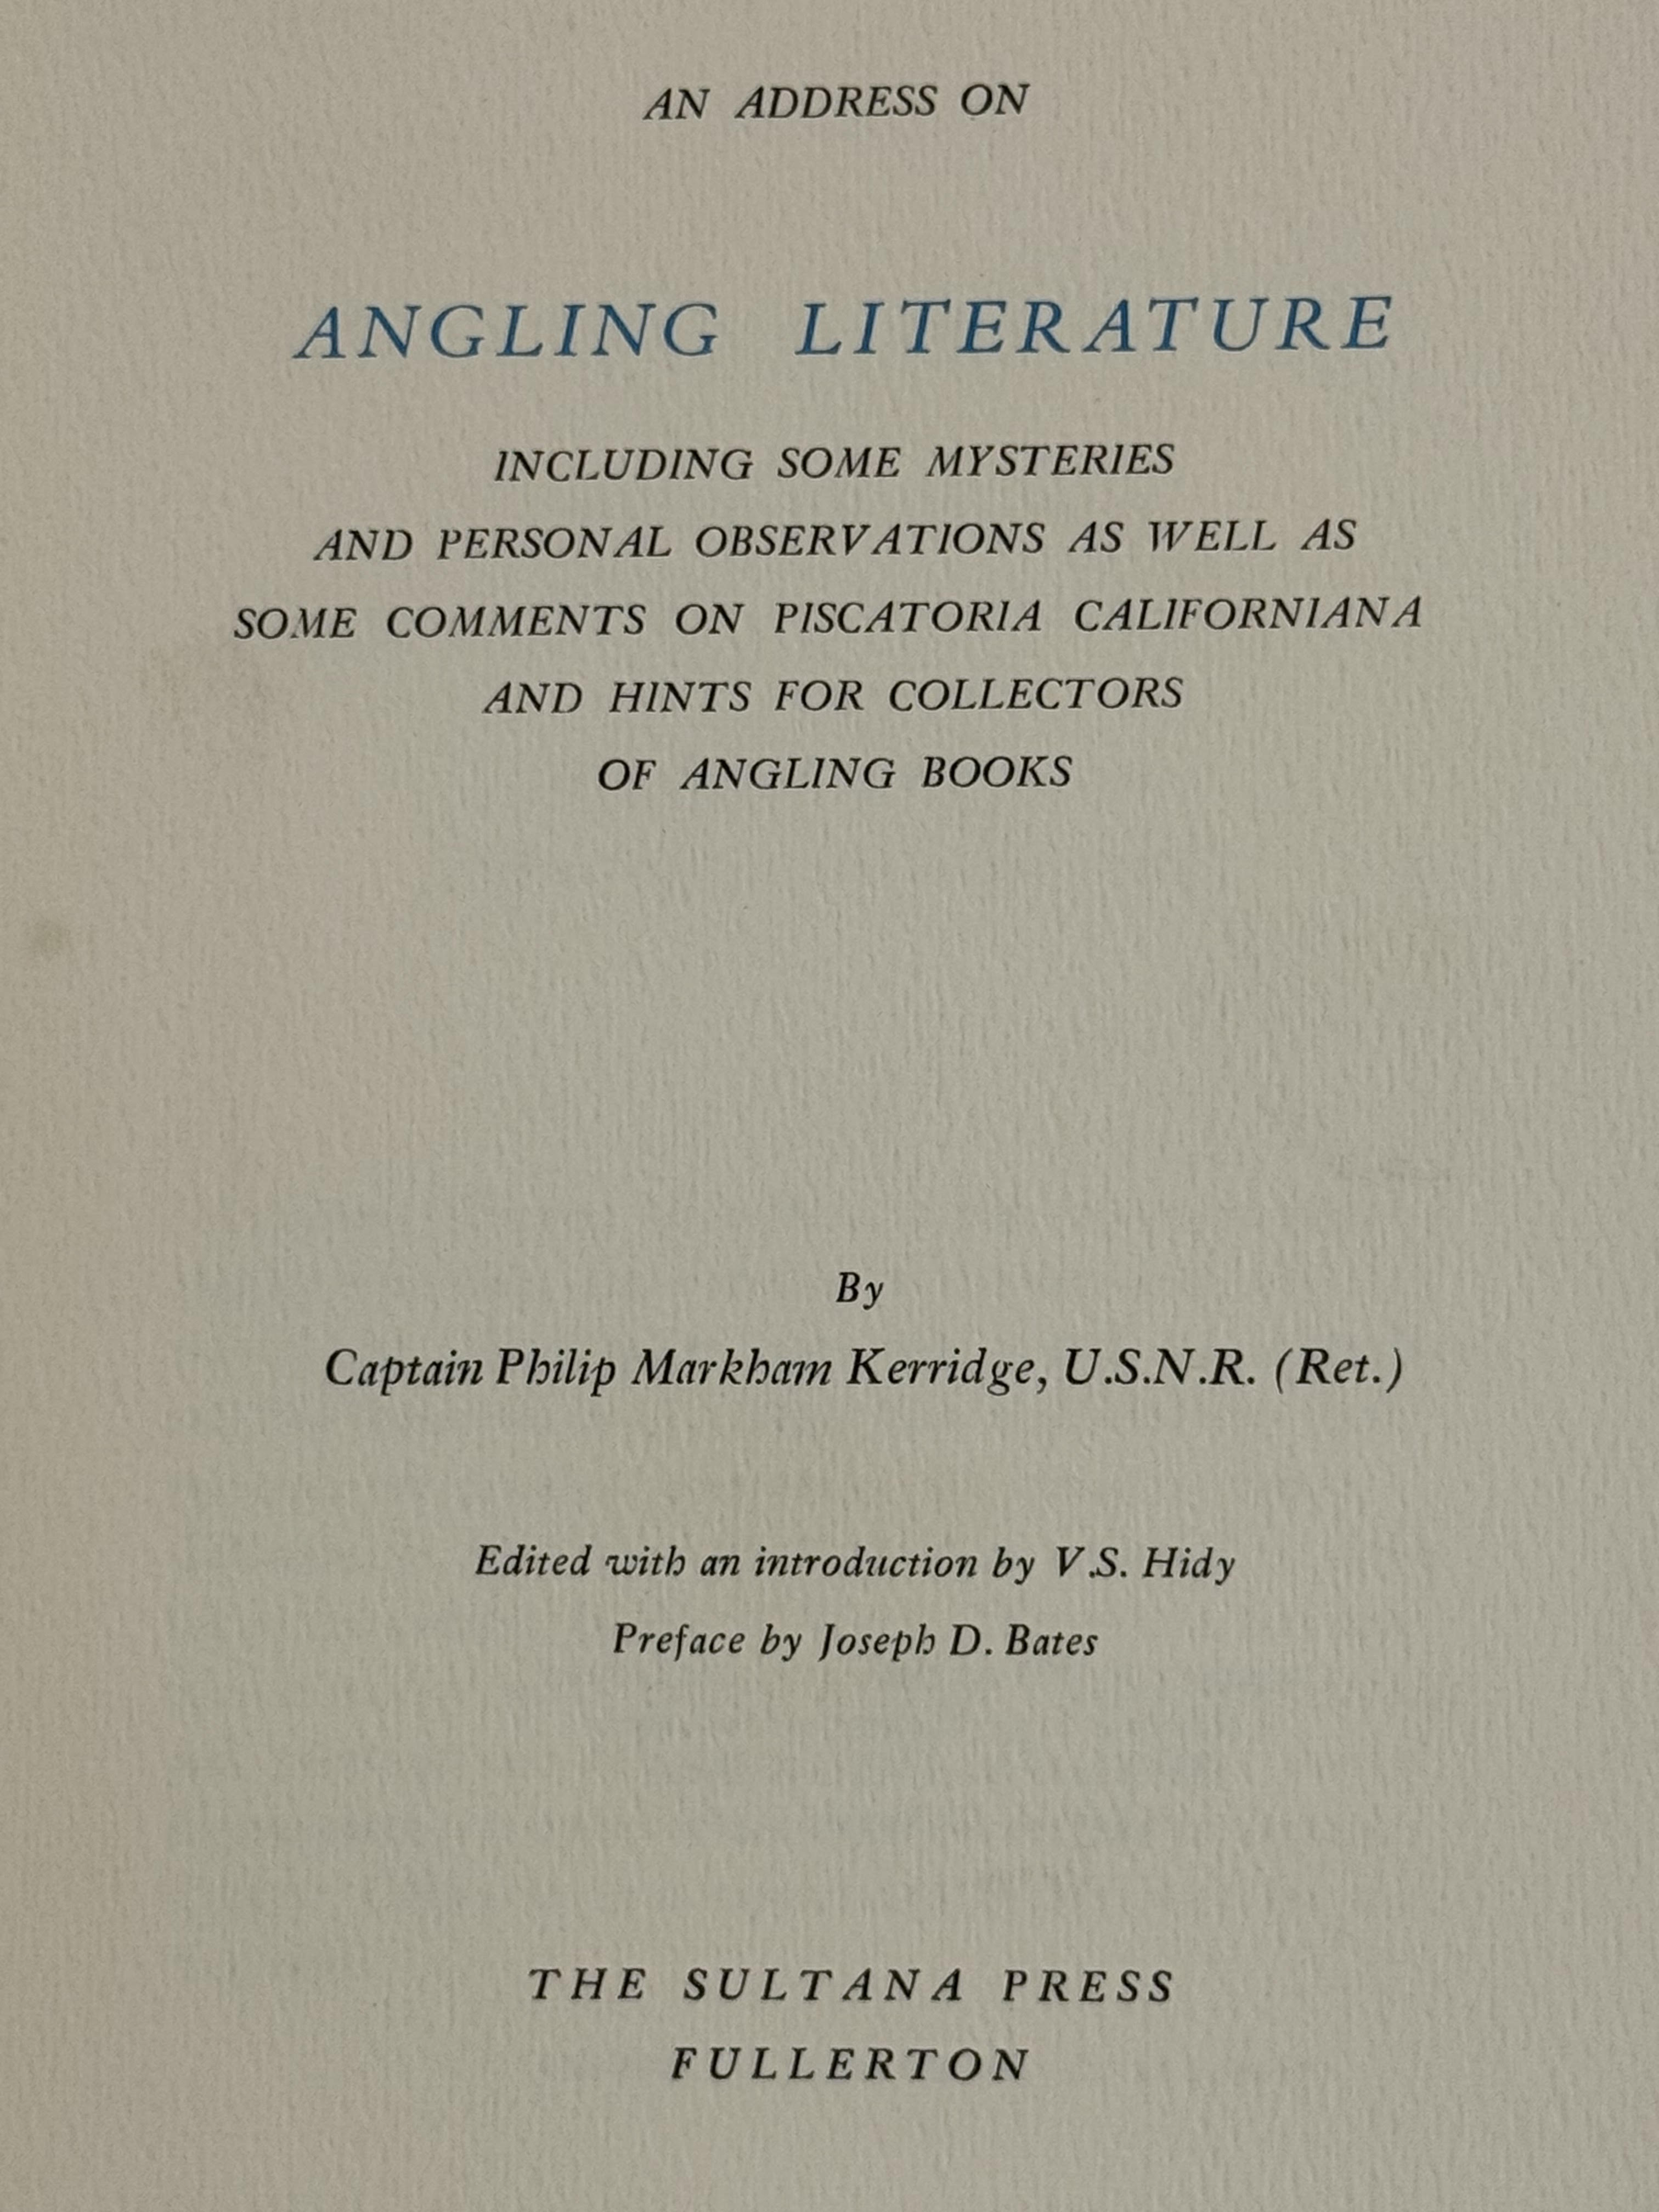 AN ADDRESS ON
ANGLING LITERATURE
INCLUDING SOME MYSTERIES
AND PERSONAL OBSERVATIONS AS WELL AS
SOME COMMENTS ON PISCATORIA CALIFORNIANA
AND HINTS FOR COLLECTORS
OF ANGLING BOOKS
By
Captain Philip Markham Kerridge, U.S.N.R. (Ret.)
Edited with an introduction by V.S. Hidy
Preface by Joseph D. Bates
THE SULTANA PRESS
FULLERTON